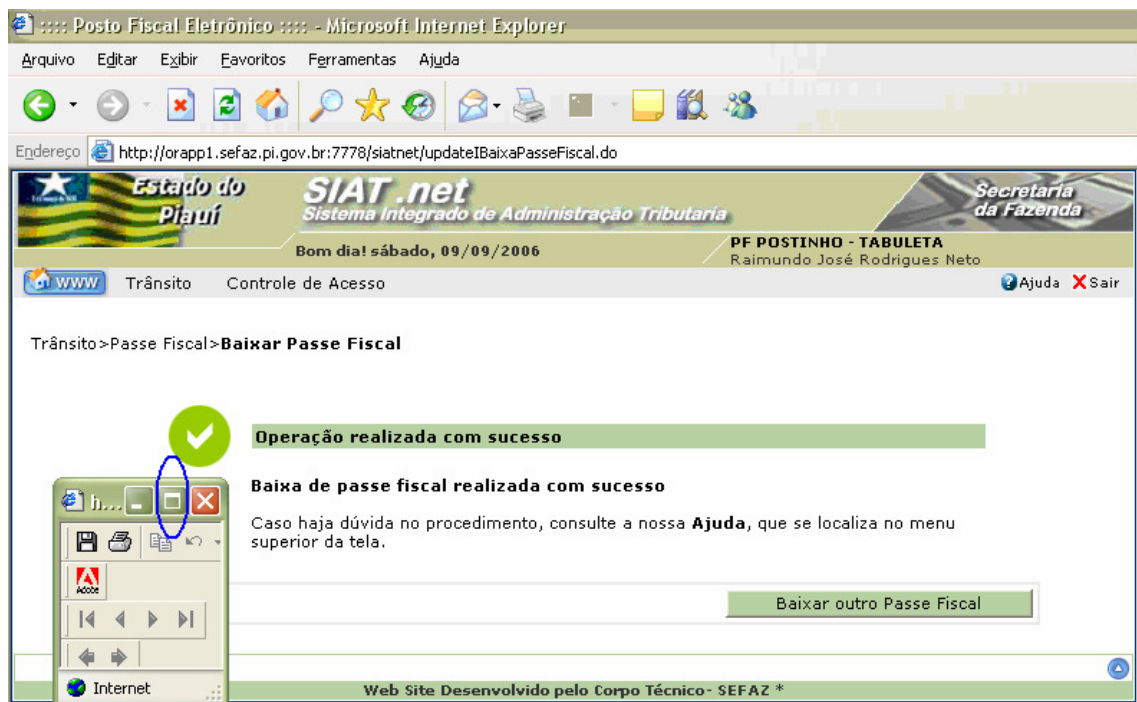 :::: Posto Fiscal Eletrônico :::: - Microsoft Internet Explorer
Arquivo Editar Exibir Favoritos Ferramentas Ajuda
Endereço http://orapp1.sefaz.pi.gov.br:7778/siatnet/updateIBaixaPasseFiscal.do
Estado do Piauí
SIAT.net
Sistema Integrado de Administração Tributaria
Secretaria da Fazenda
Bom dia! sábado, 09/09/2006
PF POSTINHO - TABULETA
Raimundo José Rodrigues Neto
www Trânsito Controle de Acesso Ajuda Sair
Trânsito>Passe Fiscal>Baixar Passe Fiscal
Operação realizada com sucesso
Baixa de passe fiscal realizada com sucesso
Caso haja dúvida no procedimento, consulte a nossa Ajuda, que se localiza no menu
superior da tela.
h...
Adobe
Baixar outro Passe Fiscal
Internet
Web Site Desenvolvido pelo Corpo Técnico- SEFAZ *